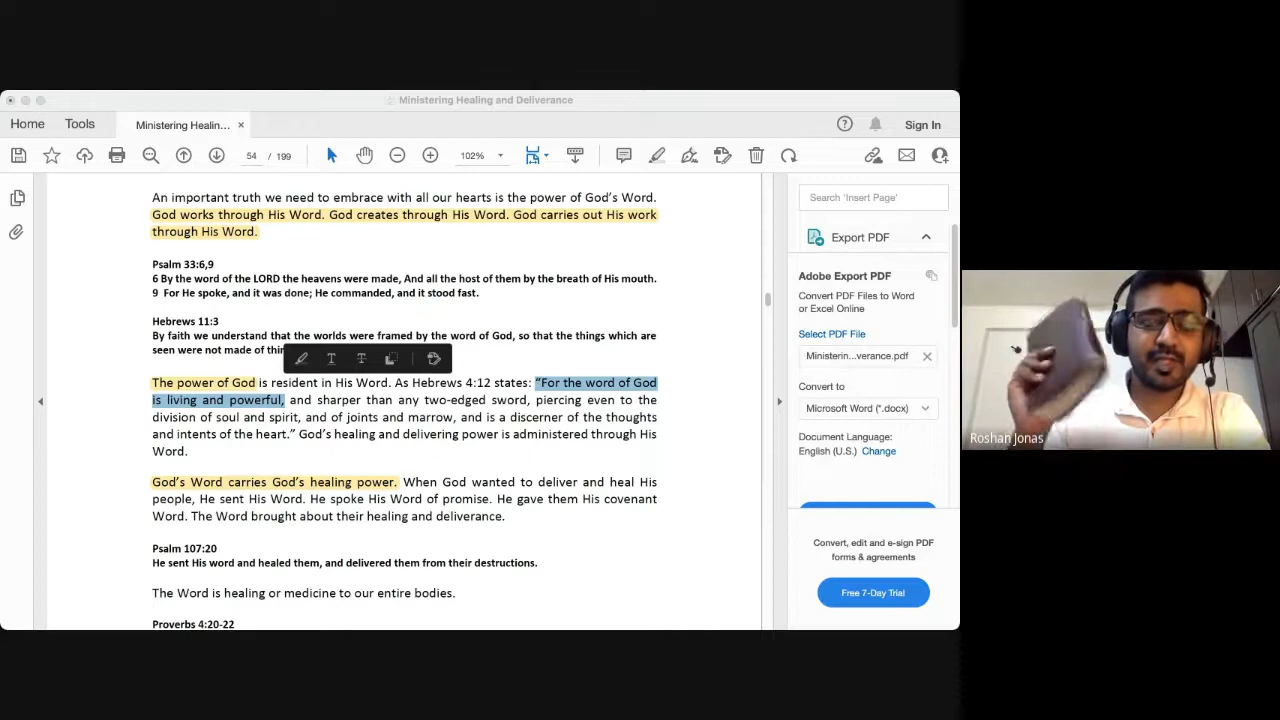 Ministering Healing and Deliverance
Home
Tools
Ministering Healin...
Sign In
54 / 199
102%
An important truth we need to embrace with all our hearts is the power of God's Word.
God works through His Word. God creates through His Word. God carries out His work
through His Word.
Psalm 33:6,9
6 By the word of the LORD the heavens were made, And all the host of them by the breath of His mouth.
9 For He spoke, and it was done; He commanded, and it stood fast.
Hebrews 11:3
By faith we understand that the worlds were framed by the word of God, so that the things which are
seen were not made of
The power of God is resident in His Word. As Hebrews 4:12 states: “For the word of God
is living and powerful, and sharper than any two-edged sword, piercing even to the
division of soul and spirit, and of joints and marrow, and is a discerner of the thoughts
and intents of the heart.” God's healing and delivering power is administered through His
Word.
God's Word carries God's healing power. When God wanted to deliver and heal His
people, He sent His Word. He spoke His Word of promise. He gave them His covenant
Word. The Word brought about their healing and deliverance.
Psalm 107:20
He sent His word and healed them, and delivered them from their destructions.
The Word is healing or medicine to our entire bodies.
Proverbs 4:20-22
Search 'Insert Page'
Export PDF
Adobe Export PDF
Convert PDF Files to Word
or Excel Online
Select PDF File
Ministerin...verance.pdf
Convert to
Microsoft Word (*.docx)
Document Language:
English (U.S.) Change
Convert, edit and e-sign PDF
forms & agreements
Free 7-Day Trial
Roshan Jonas